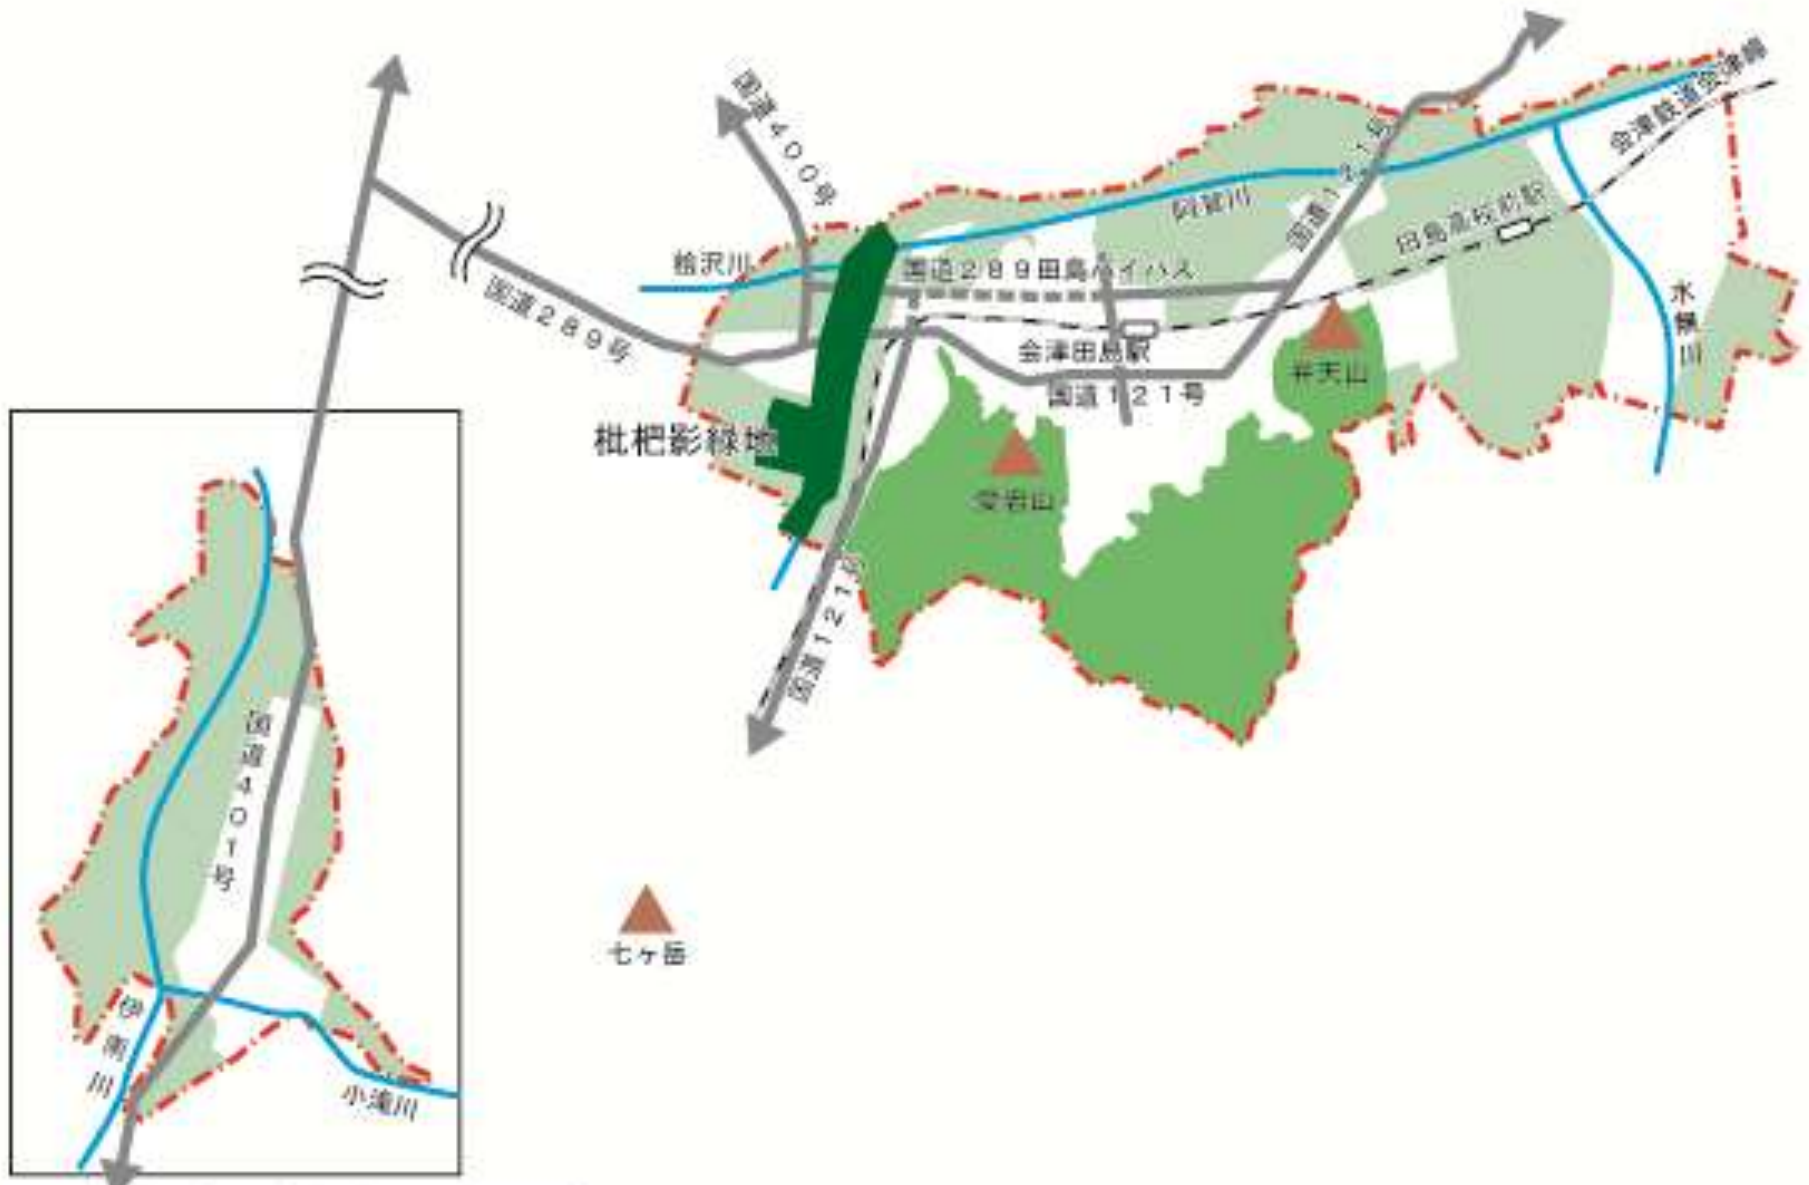 国道400号
会津鉄道会津線
国道121号
阿賀川
田島高校前駅
桧沢川
国道289田島バイパス
水無川
国道289号
会津田島駅
国道121号
弁天山
枇杷影緑地
愛宕山
国道121号
国道401号
七ヶ岳
伊南川
小滝川